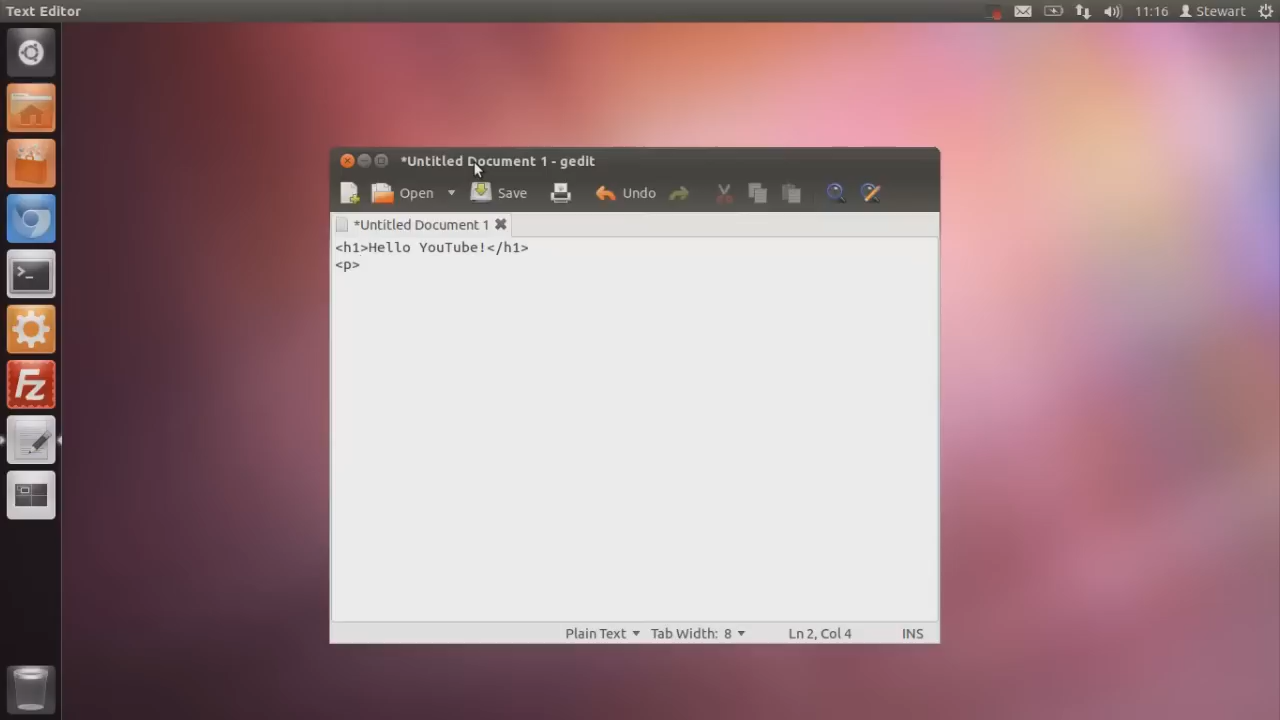 Text Editor
11:16 Stewart
*Untitled Document 1 - gedit
Open Save Undo
*Untitled Document 1
<h1>Hello YouTube!</h1>
<p>
Plain Text Tab Width: 8 Ln 2, Col 4 INS